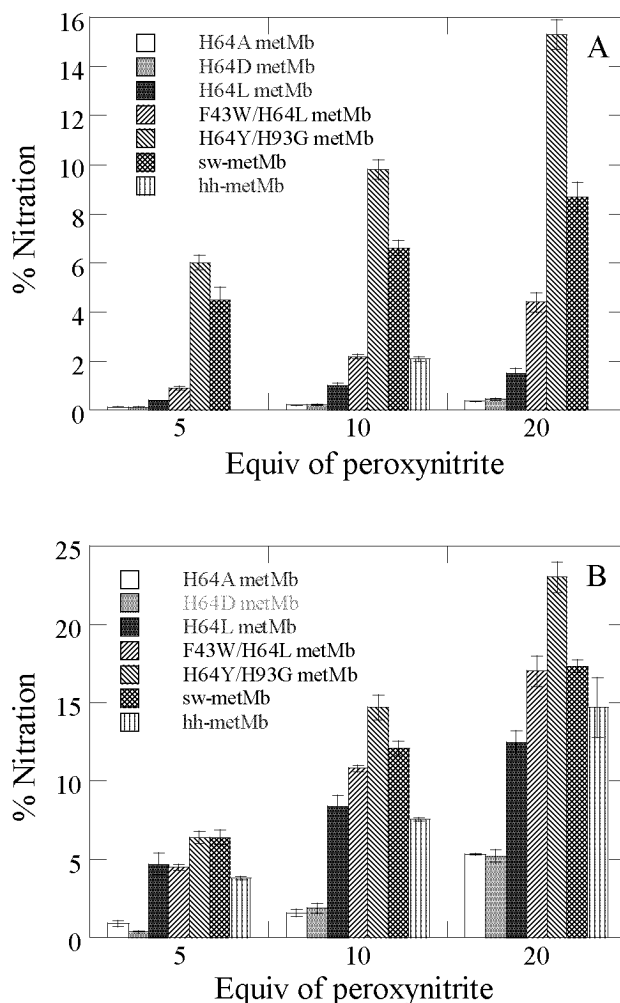 A
% Nitration
16
14
12
10
8
6
4
2
0
H64A metMb
H64D metMb
H64L metMb
F43W/H64L metMb
H64Y/H93G metMb
sw-metMb
hh-metMb
5 10 20
Equiv of peroxynitrite
B
% Nitration
25
20
15
10
5
0
H64A metMb
H64D metMb
H64L metMb
F43W/H64L metMb
H64Y/H93G metMb
sw-metMb
hh-metMb
5 10 20
Equiv of peroxynitrite